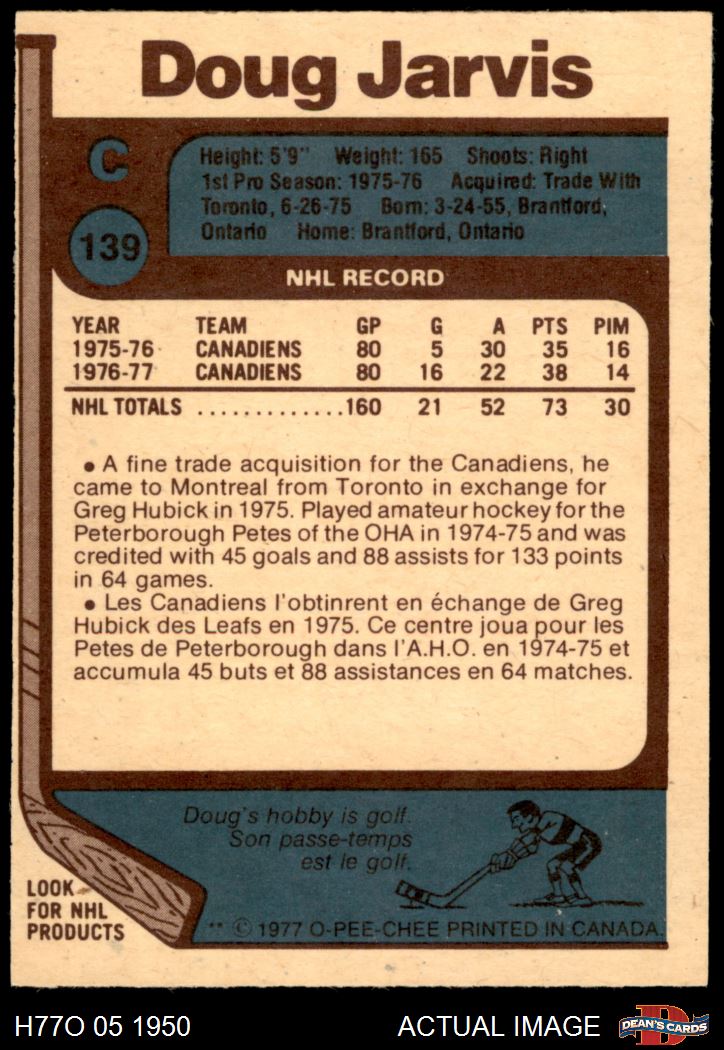 Doug Jarvis
C
Height: 5'9" Weight: 165 Shoots: Right
1st Pro Season: 1975-76 Acquired: Trade With
Toronto, 6-26-75 Born: 3-24-55, Brantford,
Ontario Home: Brantford, Ontario
139
NHL RECORD
YEAR TEAM GP G A PTS PIM
1975-76 CANADIENS 80 5 30 35 16
1976-77 CANADIENS 80 16 22 38 14
NHL TOTALS .............160 21 52 73 30
• A fine trade acquisition for the Canadiens, he
came to Montreal from Toronto in exchange for
Greg Hubick in 1975. Played amateur hockey for the
Peterborough Petes of the OHA in 1974-75 and was
credited with 45 goals and 88 assists for 133 points
in 64 games.
• Les Canadiens l'obtinrent en échange de Greg
Hubick des Leafs en 1975. Ce centre joua pour les
Petes de Peterborough dans l'A.H.O. en 1974-75 et
accumula 45 buts et 88 assistances en 64 matches.
Doug's hobby is golf.
Son passe-temps
est le golf.
LOOK
FOR NHL
PRODUCTS
** © 1977 O-PEE-CHEE PRINTED IN CANADA.
H77O 05 1950
ACTUAL IMAGE
D
DEAN'S CARDS